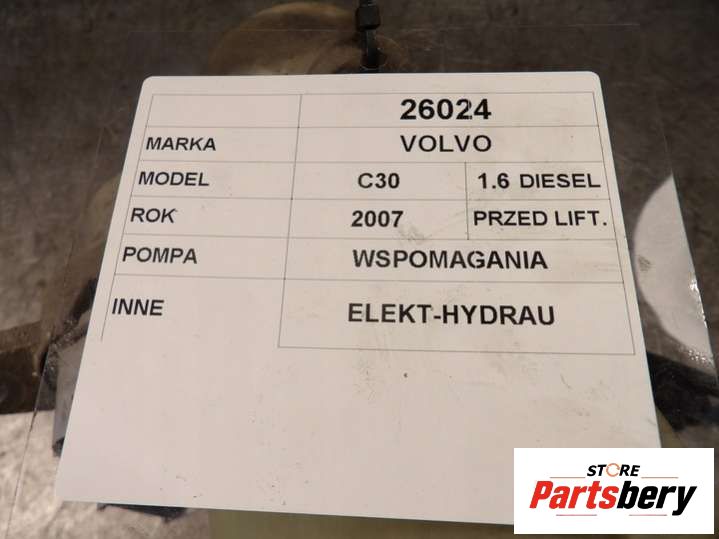 26024
MARKA VOLVO
MODEL C30 1.6 DIESEL
ROK 2007 PRZED LIFT.
POMPA WSPOMAGANIA
INNE ELEKT-HYDRAU
STORE
Partsbery